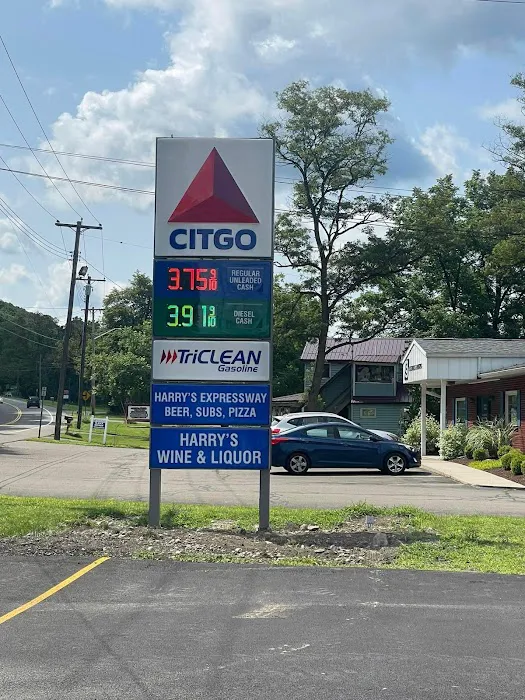 CITGO
3.75 9/10
REGULAR
UNLEADED
CASH
3.91 9/10
DIESEL
CASH
TriCLEAN
Gasoline
HARRY'S EXPRESSWAY
BEER, SUBS, PIZZA
HARRY'S
WINE & LIQUOR